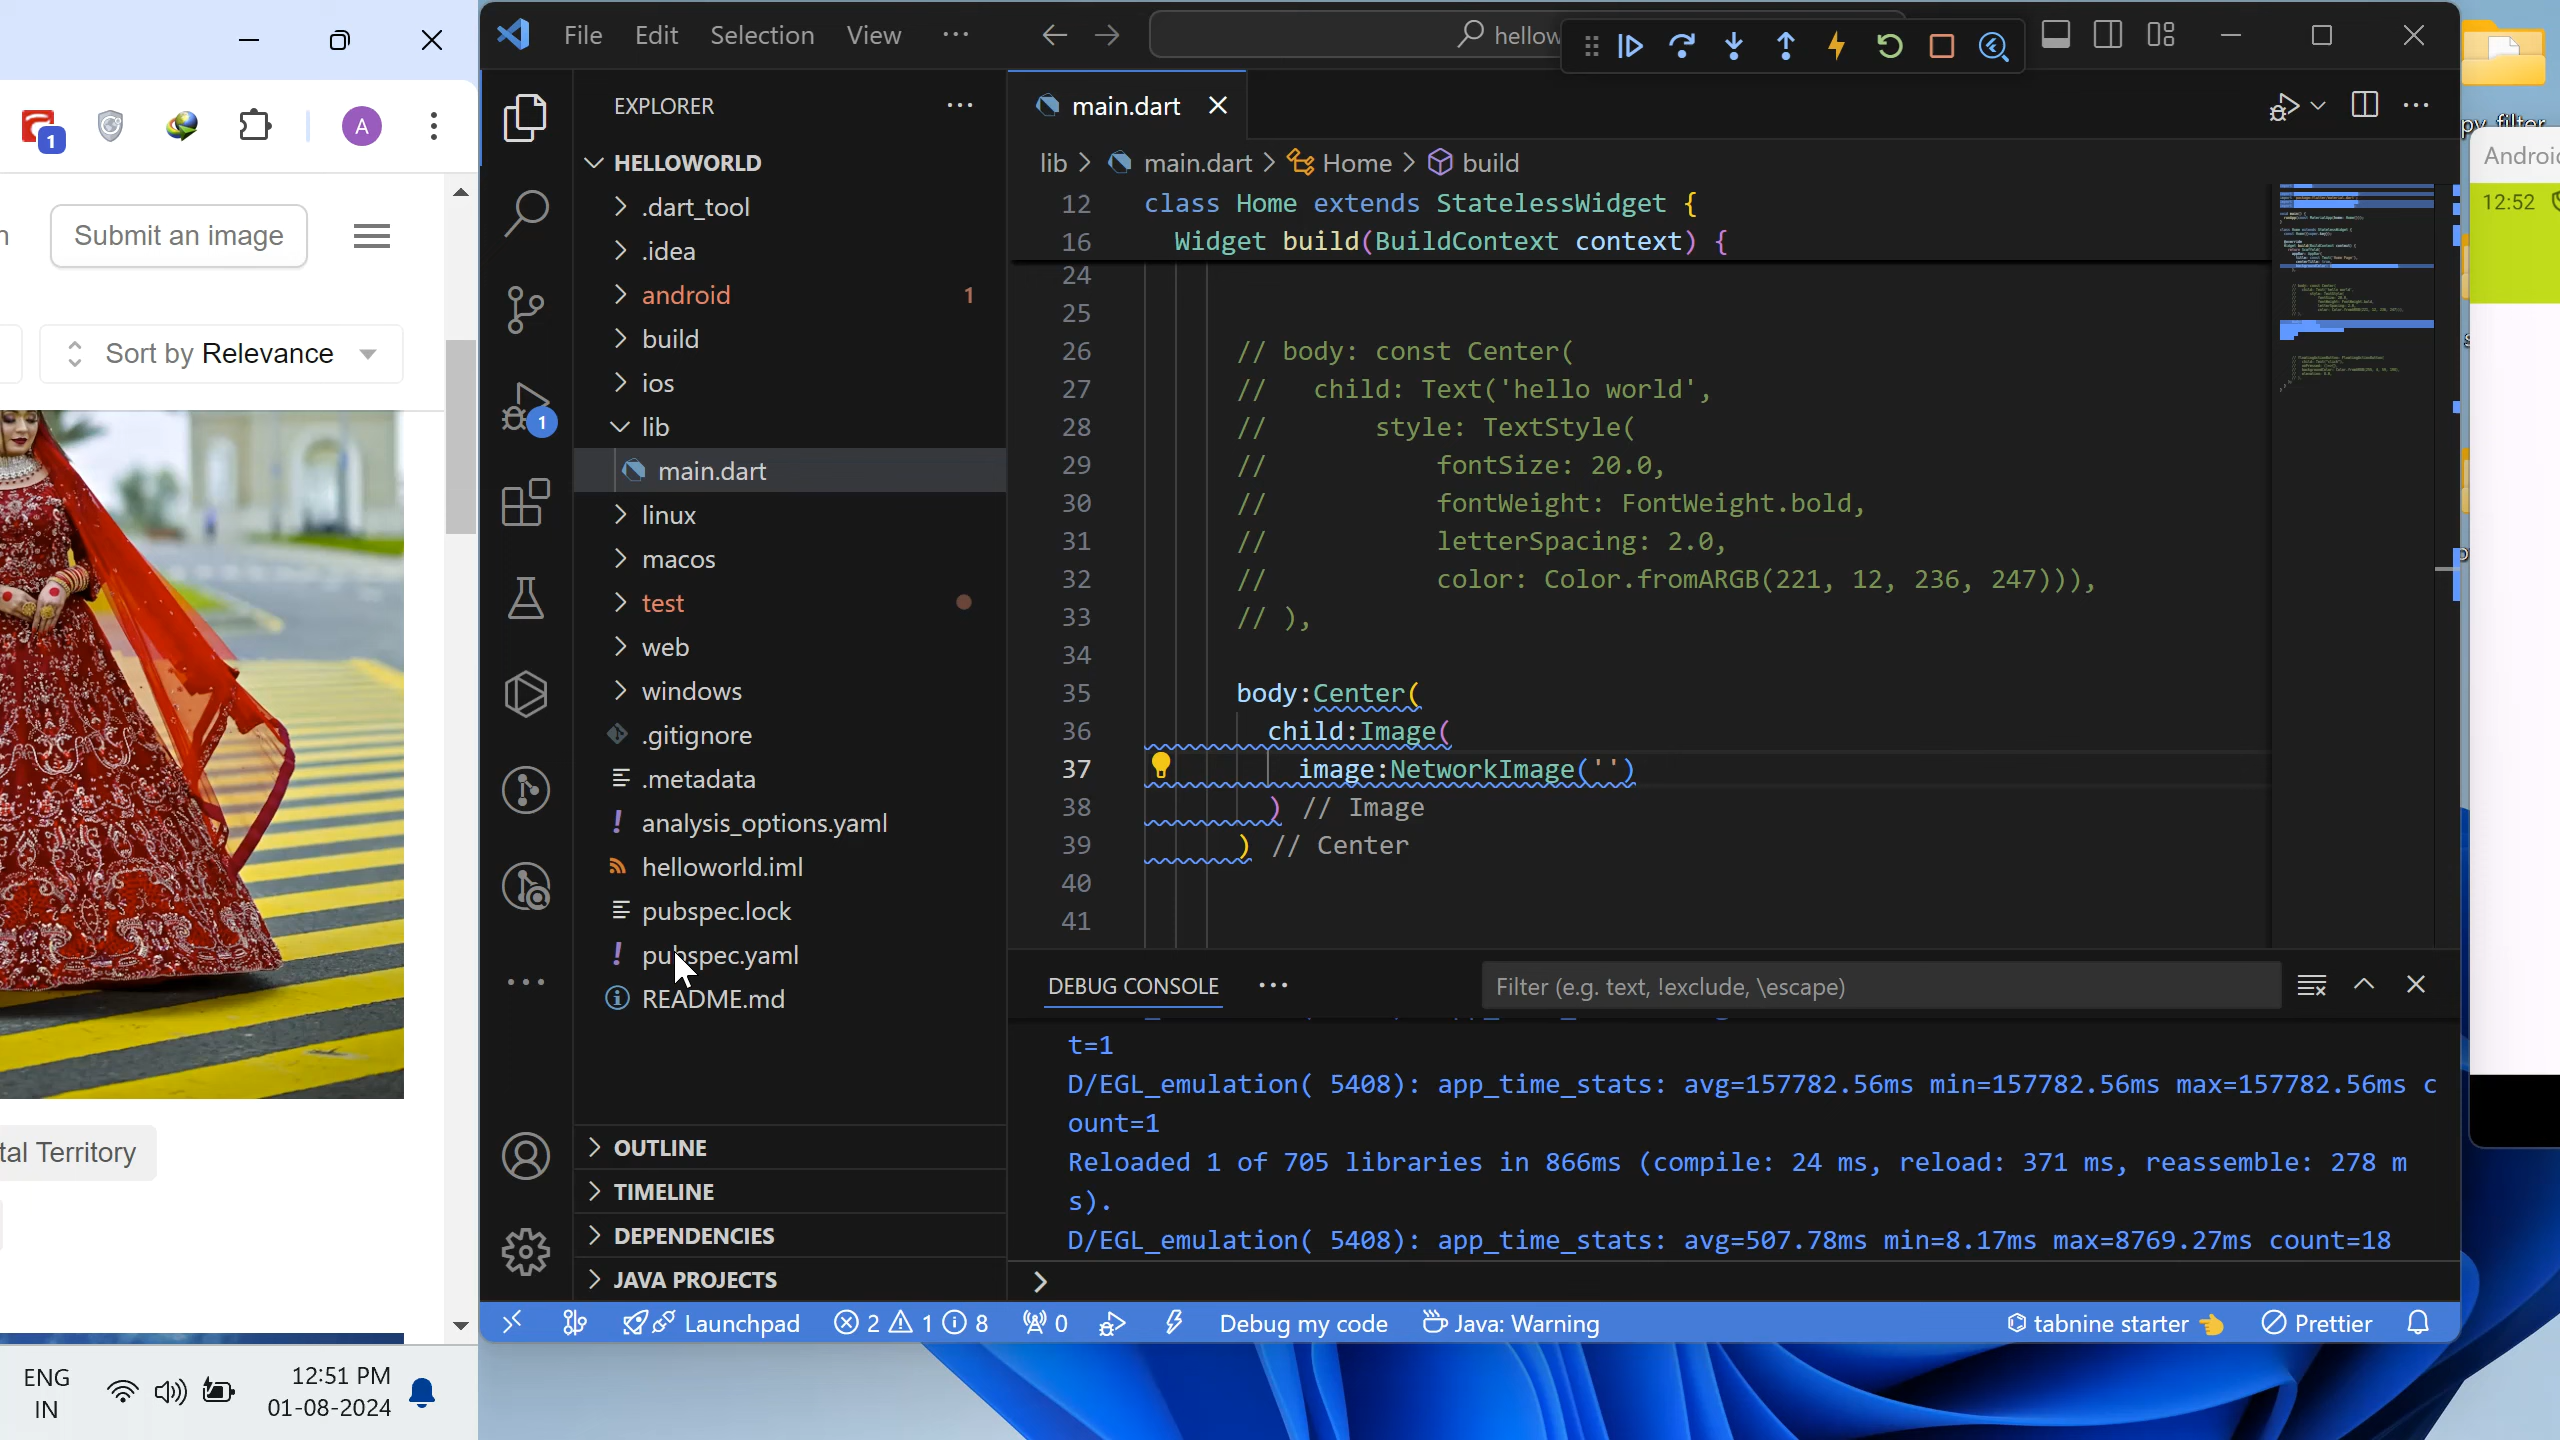 1
A
Submit an image
Sort by Relevance
tal Territory
ENG
IN
12:51 PM
01-08-2024
File Edit Selection View ···
hellow
EXPLORER ···
HELLOWORLD
.dart_tool
.idea
android 1
build
ios
lib
main.dart
linux
macos
test
web
windows
.gitignore
.metadata
! analysis_options.yaml
helloworld.iml
pubspec.lock
! pubspec.yaml
README.md
OUTLINE
TIMELINE
DEPENDENCIES
JAVA PROJECTS
1
main.dart
lib > main.dart > Home > build
12 class Home extends StatelessWidget {
16 Widget build(BuildContext context) {
24
25
26 // body: const Center(
27 // child: Text('hello world',
28 // style: TextStyle(
29 // fontSize: 20.0,
30 // fontWeight: FontWeight.bold,
31 // letterSpacing: 2.0,
32 // color: Color.fromARGB(221, 12, 236, 247))),
33 // ),
34
35 body:Center(
36 child:Image(
37 image:NetworkImage('')
38 ) // Image
39 ) // Center
40
41
DEBUG CONSOLE ···
Filter (e.g. text, !exclude, \escape)
t=1
D/EGL_emulation( 5408): app_time_stats: avg=157782.56ms min=157782.56ms max=157782.56ms c
ount=1
Reloaded 1 of 705 libraries in 866ms (compile: 24 ms, reload: 371 ms, reassemble: 278 m
s).
D/EGL_emulation( 5408): app_time_stats: avg=507.78ms min=8.17ms max=8769.27ms count=18
>
Launchpad 2 1 8 0 Debug my code Java: Warning tabnine starter Prettier
py_filter
Androi
12:52